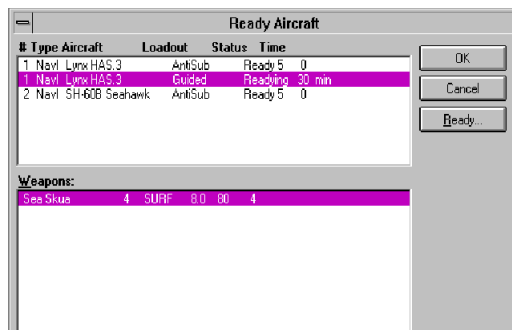 Ready Aircraft
# Type Aircraft Loadout Status Time
1 Navl Lynx HAS.3 AntiSub Ready 5 0
1 Navl Lynx HAS.3 Guided Readying 30 min
2 Navl SH-60B Seahawk AntiSub Ready 5 0
OK
Cancel
Ready...
Weapons:
Sea Skua 4 SURF 8.0 80 4